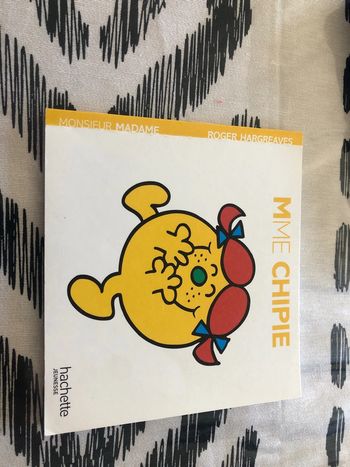 MONSIEUR MADAME
ROGER HARGREAVES
MME CHIPIE
hachette
JEUNESSE